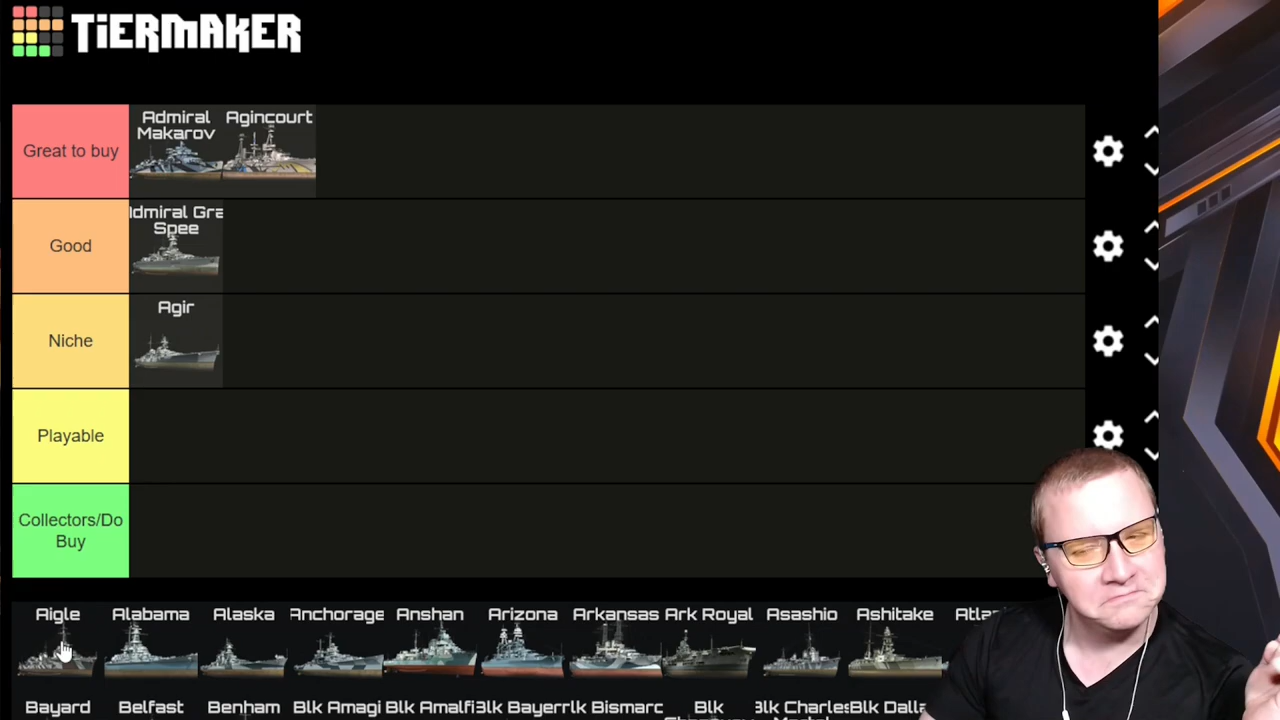 TiERMAKER
Great to buy
Admiral
Makarov
Agincourt
Good
dmiral Gra
Spee
Niche
Agir
Playable
Collectors/Do
Buy
Aigle Alabama Alaska Anchorage Anshan Arizona Arkansas Ark Royal Asashio Ashitake Atla
Bayard Belfast Benham Blk Amagi Blk Amalfi Blk Bayern Blk Bismarc Blk Blk Charles Blk Dalla